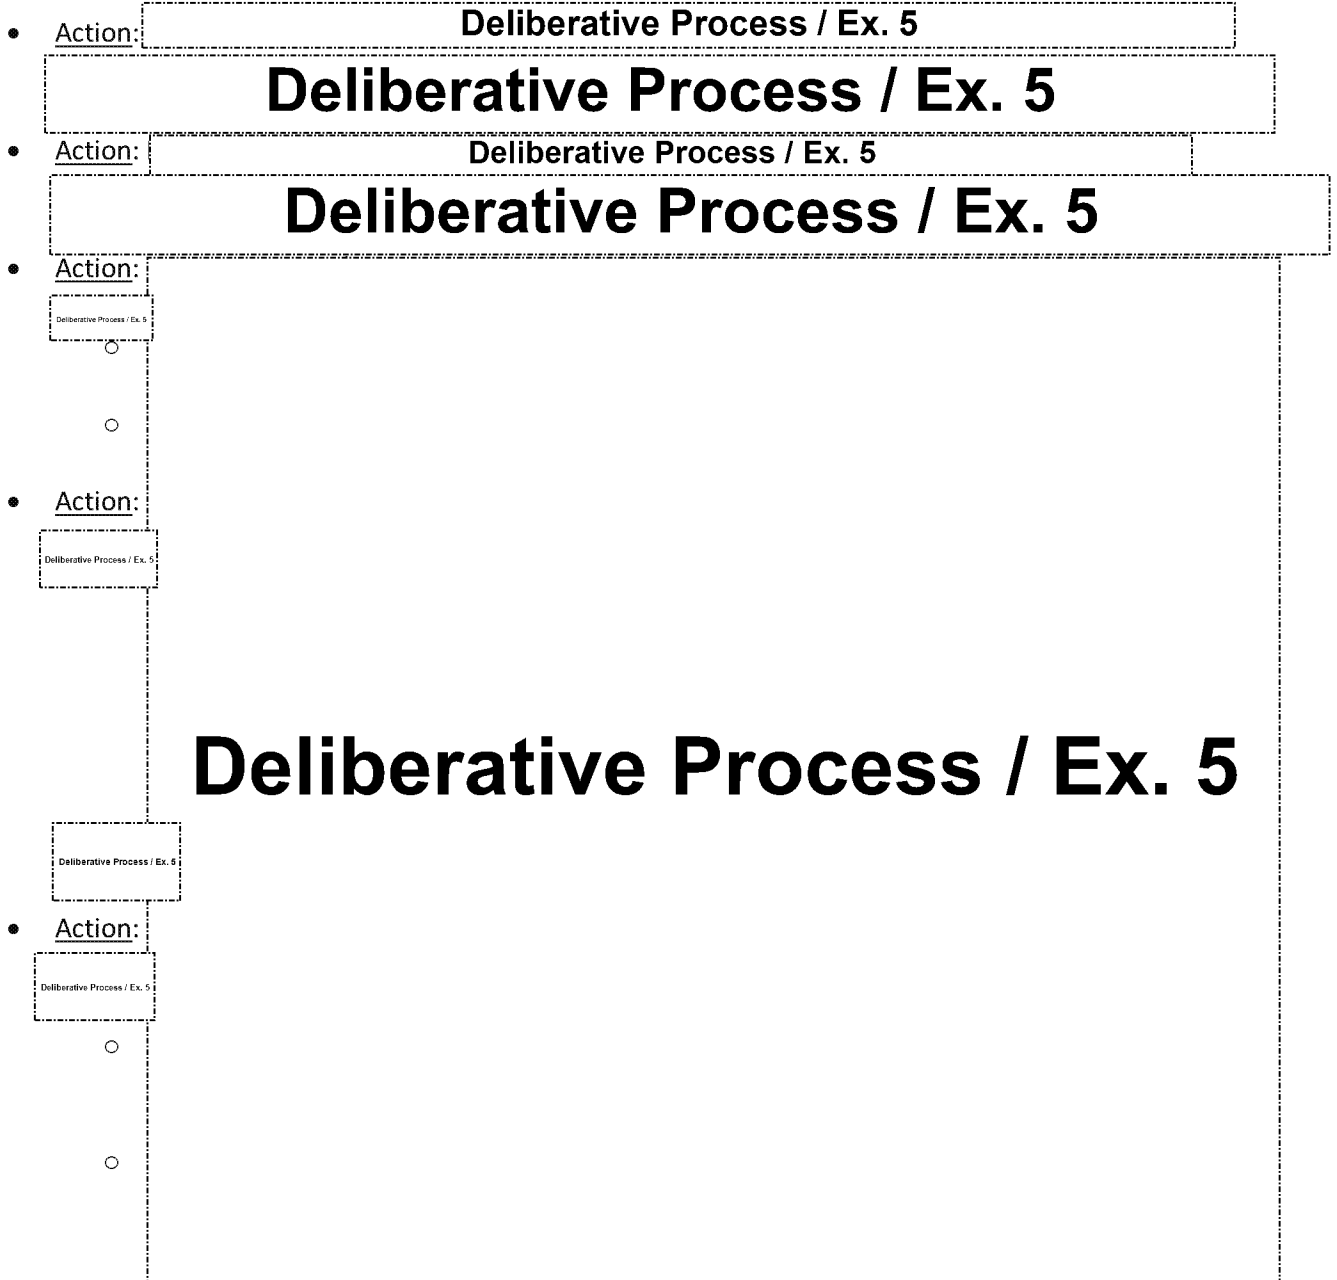 • Action: Deliberative Process / Ex. 5
Deliberative Process / Ex. 5
• Action: Deliberative Process / Ex. 5
Deliberative Process / Ex. 5
• Action:
Deliberative Process / Ex. 5
○
○
• Action:
Deliberative Process / Ex. 5
Deliberative Process / Ex. 5
Deliberative Process / Ex. 5
• Action:
Deliberative Process / Ex. 5
○
○